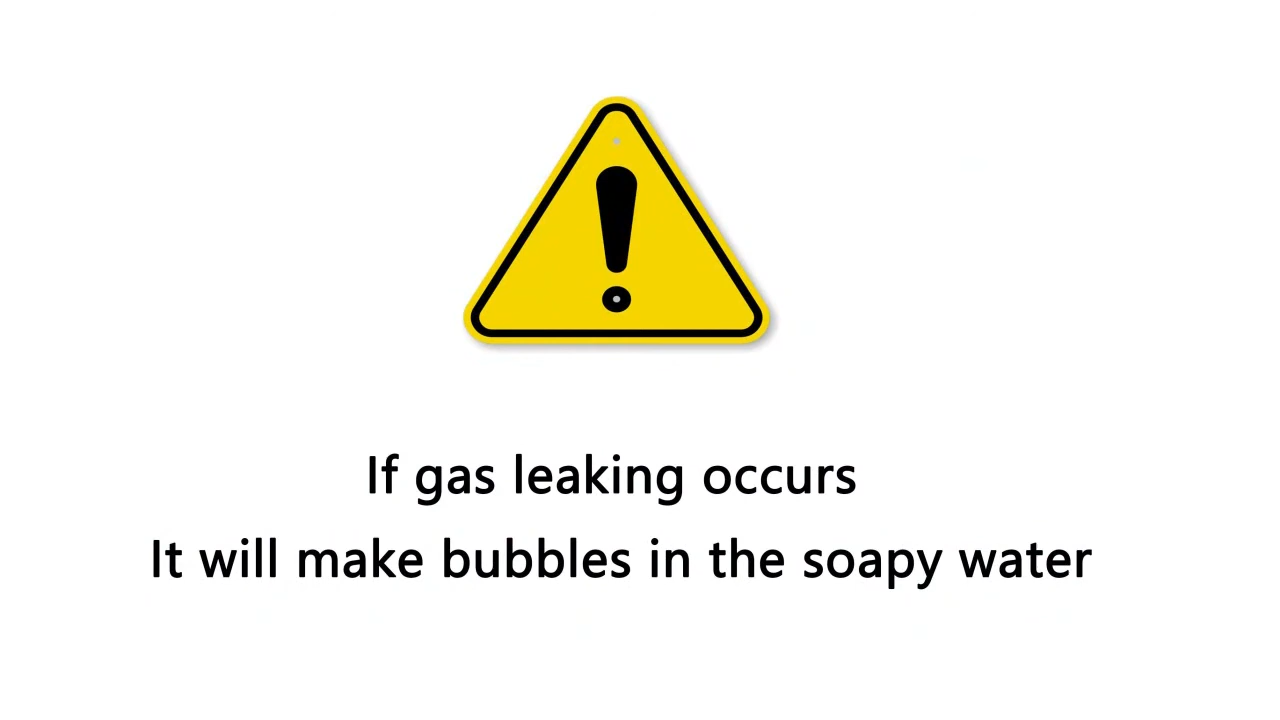 If gas leaking occurs
It will make bubbles in the soapy water